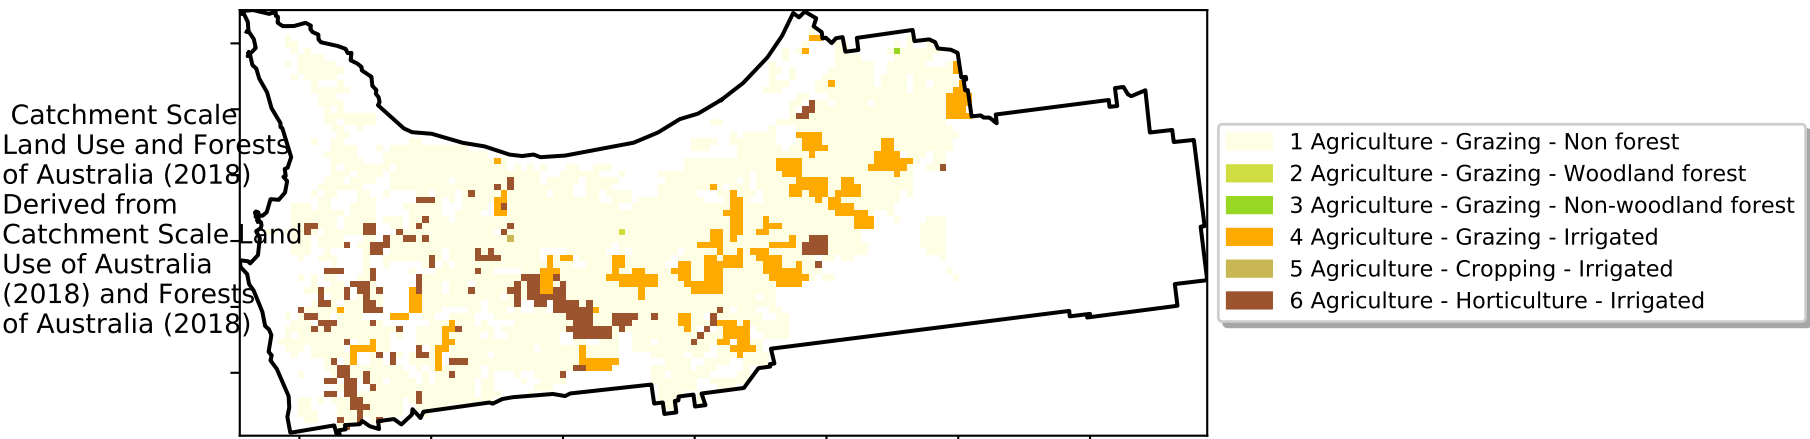 Catchment Scale
Land Use and Forests
of Australia (2018)
Derived from
Catchment Scale Land
Use of Australia
(2018) and Forests
of Australia (2018)
1 Agriculture - Grazing - Non forest
2 Agriculture - Grazing - Woodland forest
3 Agriculture - Grazing - Non-woodland forest
4 Agriculture - Grazing - Irrigated
5 Agriculture - Cropping - Irrigated
6 Agriculture - Horticulture - Irrigated